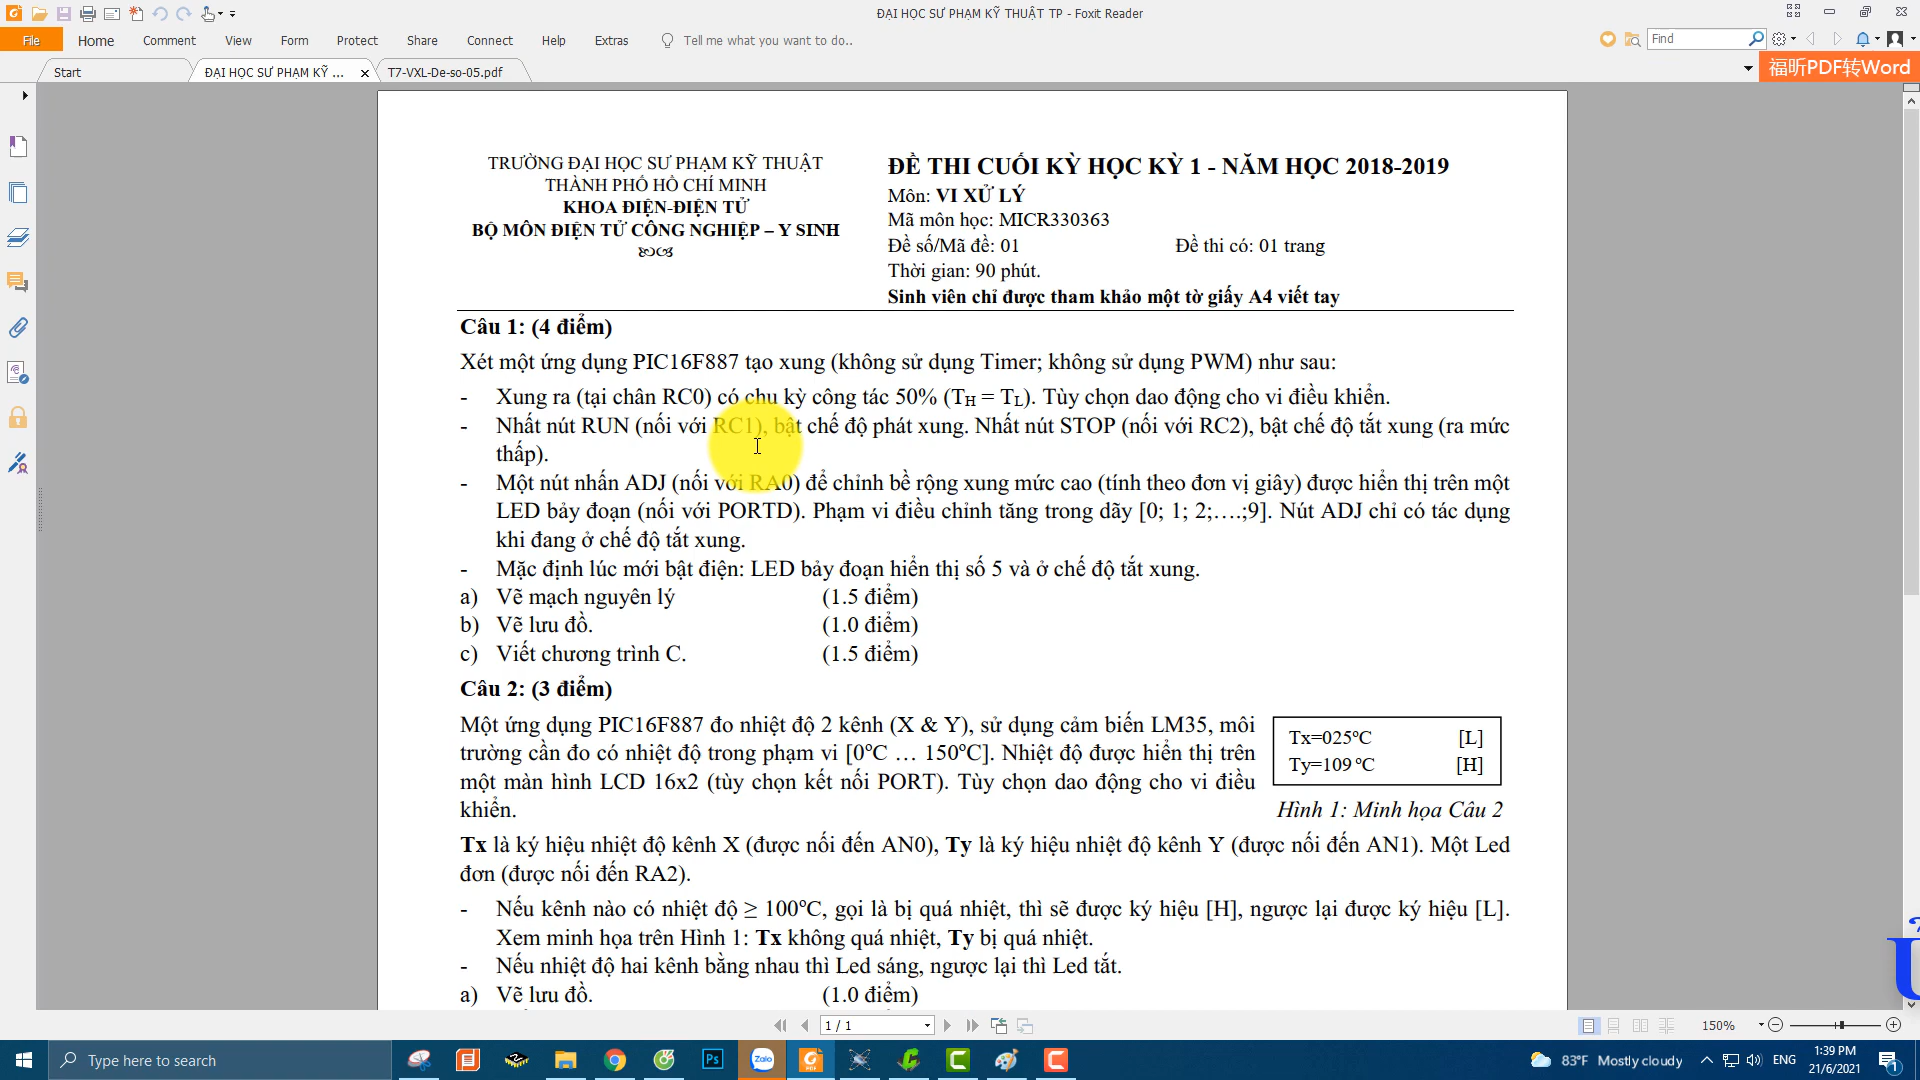 ĐẠI HỌC SƯ PHẠM KỸ THUẬT TP - Foxit Reader
File Home Comment View Form Protect Share Connect Help Extras Tell me what you want to do.. Find
Start ĐẠI HỌC SƯ PHẠM KỸ ... T7-VXL-De-so-05.pdf 福昕PDF转Word
TRƯỜNG ĐẠI HỌC SƯ PHẠM KỸ THUẬT
THÀNH PHỐ HỒ CHÍ MINH
KHOA ĐIỆN-ĐIỆN TỬ
BỘ MÔN ĐIỆN TỬ CÔNG NGHIỆP – Y SINH
ĐỀ THI CUỐI KỲ HỌC KỲ 1 - NĂM HỌC 2018-2019
Môn: VI XỬ LÝ
Mã môn học: MICR330363
Đề số/Mã đề: 01 Đề thi có: 01 trang
Thời gian: 90 phút.
Sinh viên chỉ được tham khảo một tờ giấy A4 viết tay
Câu 1: (4 điểm)
Xét một ứng dụng PIC16F887 tạo xung (không sử dụng Timer; không sử dụng PWM) như sau:
- Xung ra (tại chân RC0) có chu kỳ công tác 50% (TH = TL). Tùy chọn dao động cho vi điều khiển.
- Nhất nút RUN (nối với RC1), bật chế độ phát xung. Nhất nút STOP (nối với RC2), bật chế độ tắt xung (ra mức
thấp).
- Một nút nhấn ADJ (nối với RA0) để chỉnh bề rộng xung mức cao (tính theo đơn vị giây) được hiển thị trên một
LED bảy đoạn (nối với PORTD). Phạm vi điều chỉnh tăng trong dãy [0; 1; 2;….;9]. Nút ADJ chỉ có tác dụng
khi đang ở chế độ tắt xung.
- Mặc định lúc mới bật điện: LED bảy đoạn hiển thị số 5 và ở chế độ tắt xung.
a) Vẽ mạch nguyên lý (1.5 điểm)
b) Vẽ lưu đồ. (1.0 điểm)
c) Viết chương trình C. (1.5 điểm)
Câu 2: (3 điểm)
Một ứng dụng PIC16F887 đo nhiệt độ 2 kênh (X & Y), sử dụng cảm biến LM35, môi
trường cần đo có nhiệt độ trong phạm vi [0°C … 150°C]. Nhiệt độ được hiển thị trên
một màn hình LCD 16x2 (tùy chọn kết nối PORT). Tùy chọn dao động cho vi điều
khiển.
Tx=025°C [L]
Ty=109 °C [H]
Hình 1: Minh họa Câu 2
Tx là ký hiệu nhiệt độ kênh X (được nối đến AN0), Ty là ký hiệu nhiệt độ kênh Y (được nối đến AN1). Một Led
đơn (được nối đến RA2).
- Nếu kênh nào có nhiệt độ ≥ 100°C, gọi là bị quá nhiệt, thì sẽ được ký hiệu [H], ngược lại được ký hiệu [L].
Xem minh họa trên Hình 1: Tx không quá nhiệt, Ty bị quá nhiệt.
- Nếu nhiệt độ hai kênh bằng nhau thì Led sáng, ngược lại thì Led tắt.
a) Vẽ lưu đồ. (1.0 điểm)
1 / 1 150%
Type here to search Ps Zalo 83°F Mostly cloudy ENG 1:39 PM
21/6/2021